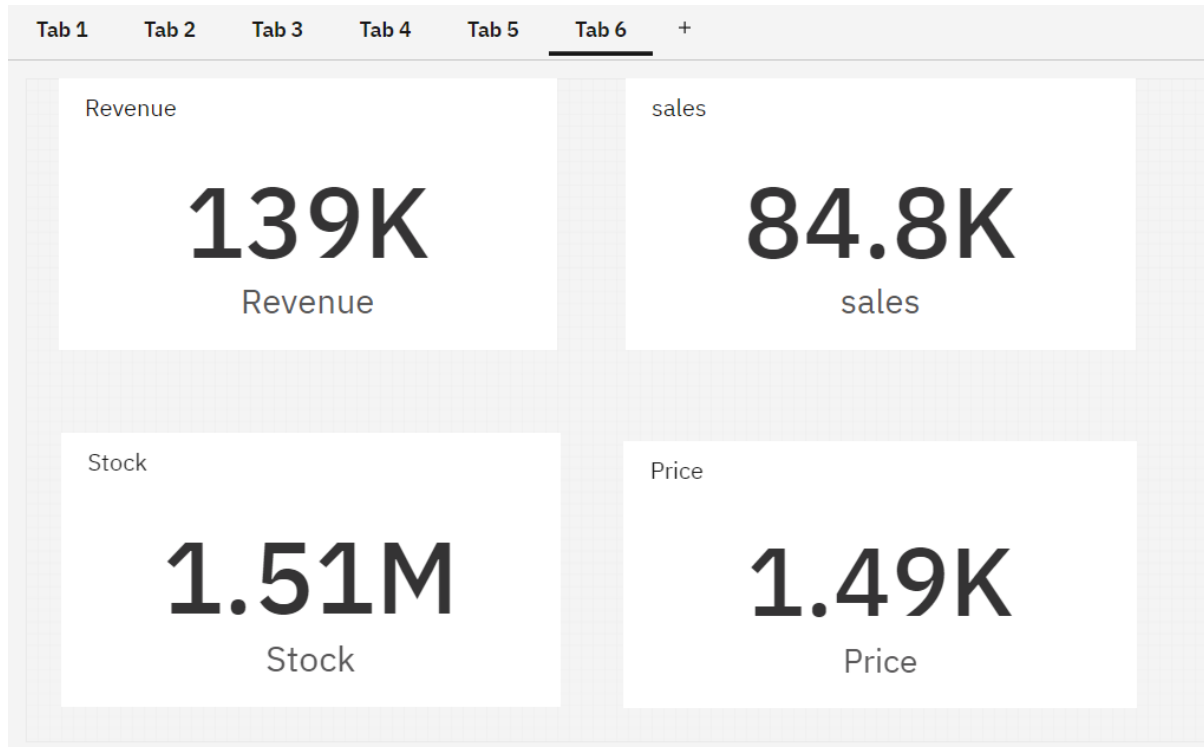 Tab 1 Tab 2 Tab 3 Tab 4 Tab 5 Tab 6 +
Revenue
139K
Revenue
sales
84.8K
sales
Stock
1.51M
Stock
Price
1.49K
Price